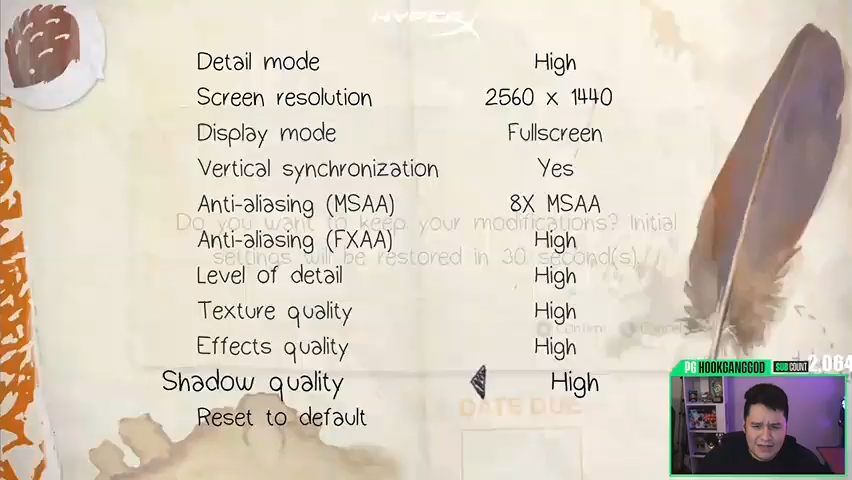 HYPERX
Detail mode High
Screen resolution 2560 x 1440
Display mode Fullscreen
Vertical synchronization Yes
Anti-aliasing (MSAA) 8X MSAA
Do you want to keep your modifications? Initial
Anti-aliasing (FXAA) High
settings will be restored in 30 second(s).
Level of detail High
Texture quality High
Confirm Cancel
Effects quality High
Shadow quality High
DATE DUE
Reset to default
PG HOOKGANGGOD SUB COUNT 2,064